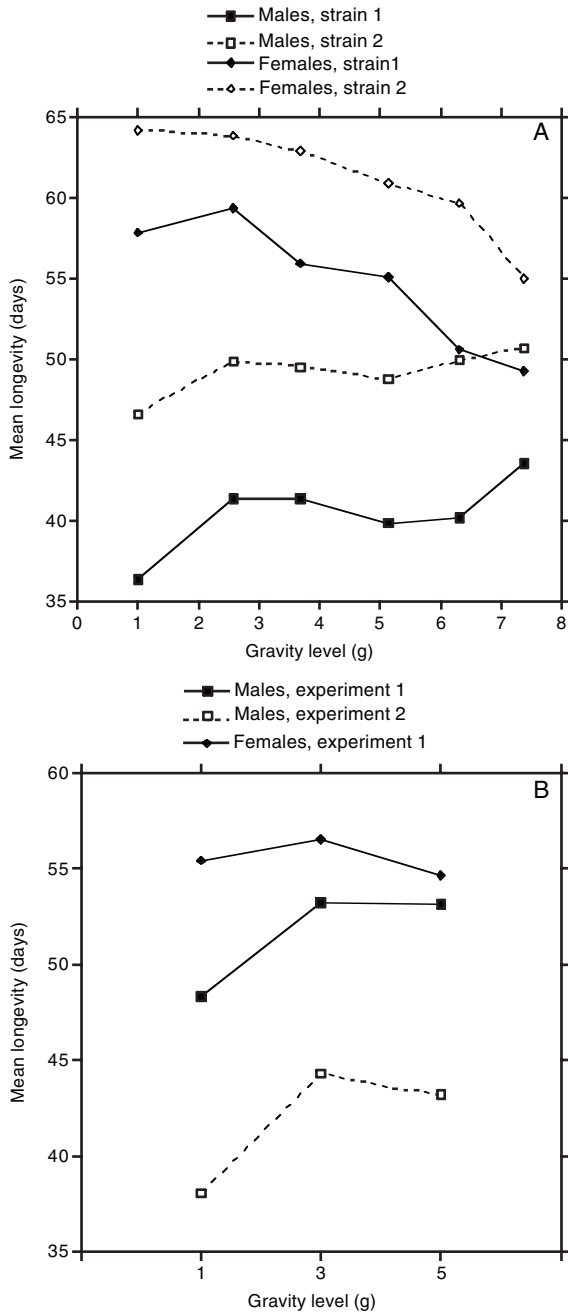 Males, strain 1
Males, strain 2
Females, strain1
Females, strain 2
A
65
60
55
50
45
40
35
Mean longevity (days)
0 1 2 3 4 5 6 7 8
Gravity level (g)
Males, experiment 1
Males, experiment 2
Females, experiment 1
B
60
55
50
45
40
35
Mean longevity (days)
1 3 5
Gravity level (g)